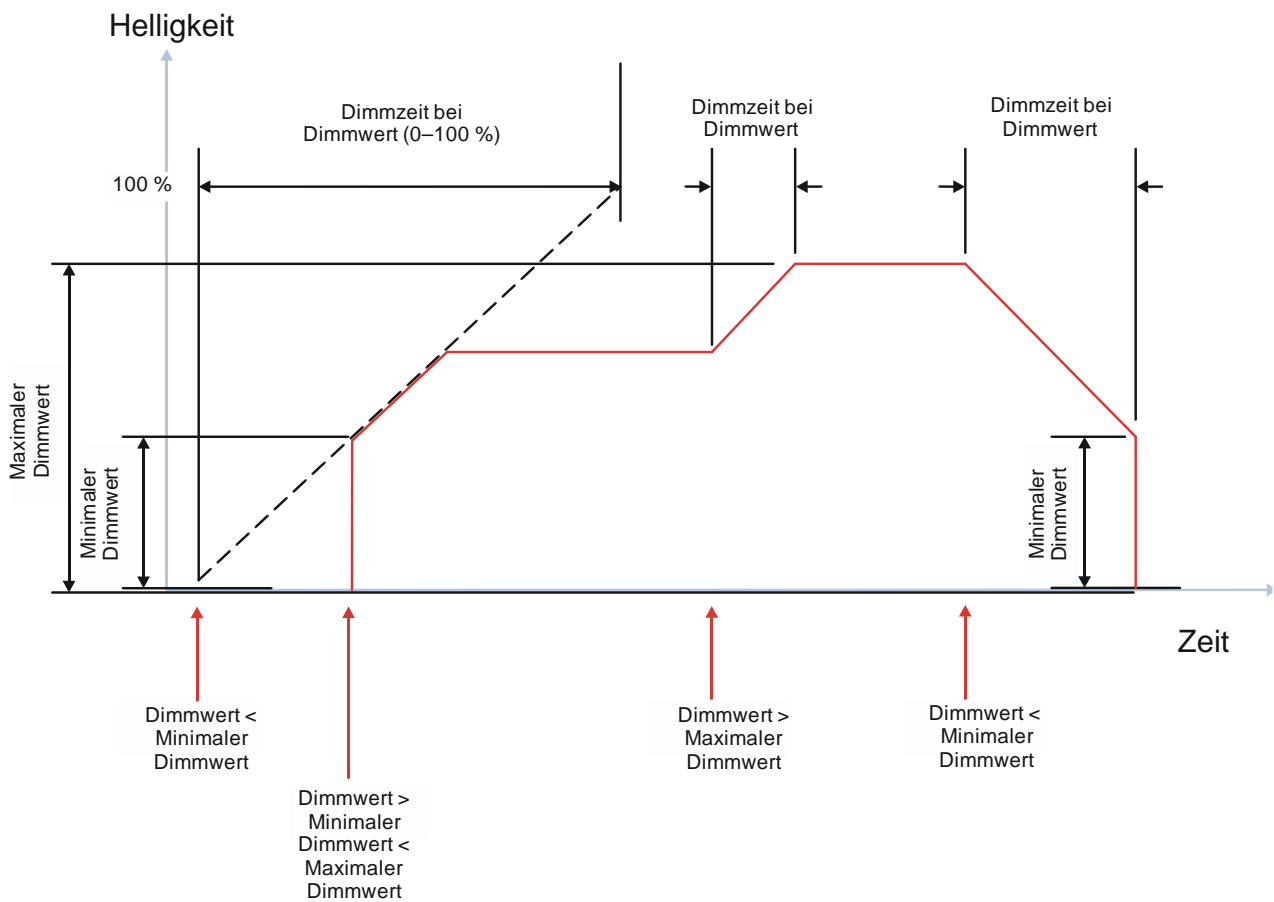 Helligkeit
Dimmzeit bei
Dimmwert (0–100 %)
Dimmzeit bei
Dimmwert
Dimmzeit bei
Dimmwert
100 %
Maximaler
Dimmwert
Minimaler
Dimmwert
Minimaler
Dimmwert
Zeit
Dimmwert <
Minimaler
Dimmwert
Dimmwert >
Minimaler
Dimmwert <
Maximaler
Dimmwert
Dimmwert >
Maximaler
Dimmwert
Dimmwert <
Minimaler
Dimmwert